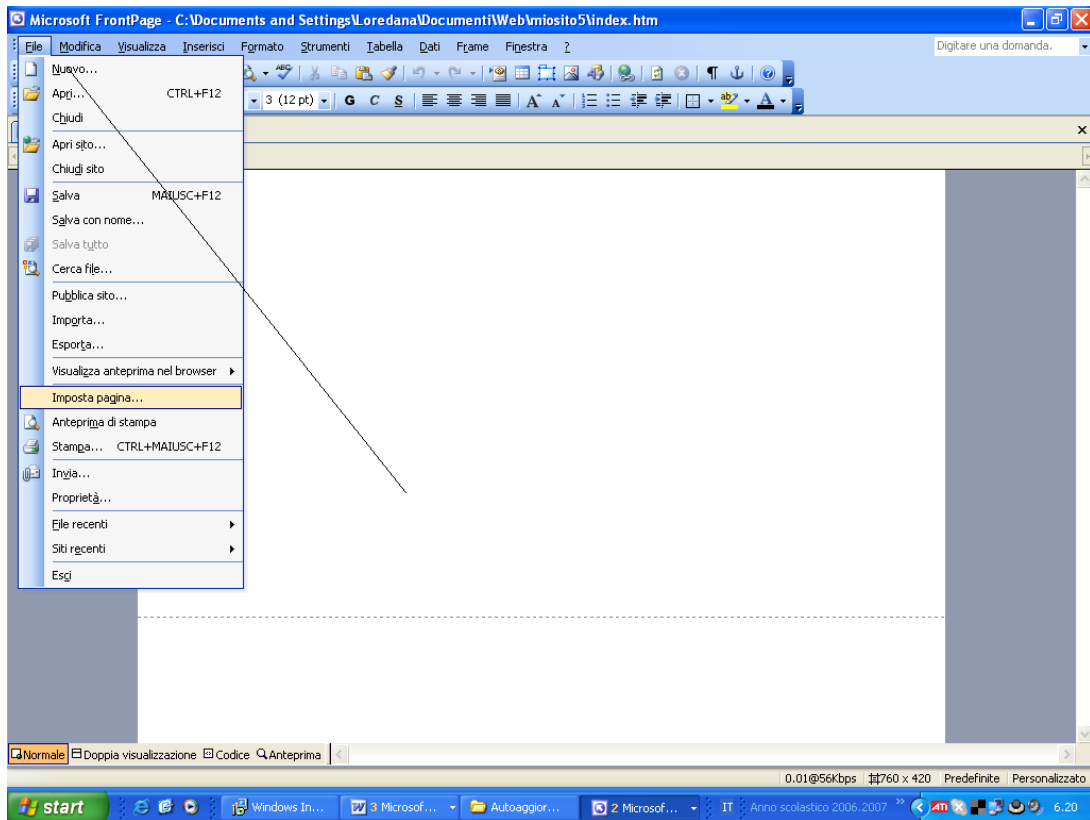 Microsoft FrontPage - C:\Documents and Settings\Loredana\Documenti\Web\miosito5\index.htm
File Modifica Visualizza Inserisci Formato Strumenti Tabella Dati Frame Finestra ? Digitare una domanda.
Nuovo...
3 (12 pt) G C S
Apri... CTRL+F12
Chiudi
Apri sito...
Chiudi sito
Salva MAIUSC+F12
Salva con nome...
Salva tutto
Cerca file...
Pubblica sito...
Importa...
Esporta...
Visualizza anteprima nel browser
Imposta pagina...
Anteprima di stampa
Stampa... CTRL+MAIUSC+F12
Invia...
Proprietà...
File recenti
Siti recenti
Esci
Normale Doppia visualizzazione Codice Anteprima
0.01@56Kbps 760 x 420 Predefinite Personalizzato
start Windows In... 3 Microsof... Autoaggior... 2 Microsof... IT Anno scolastico 2006.2007 » ATI 6.20